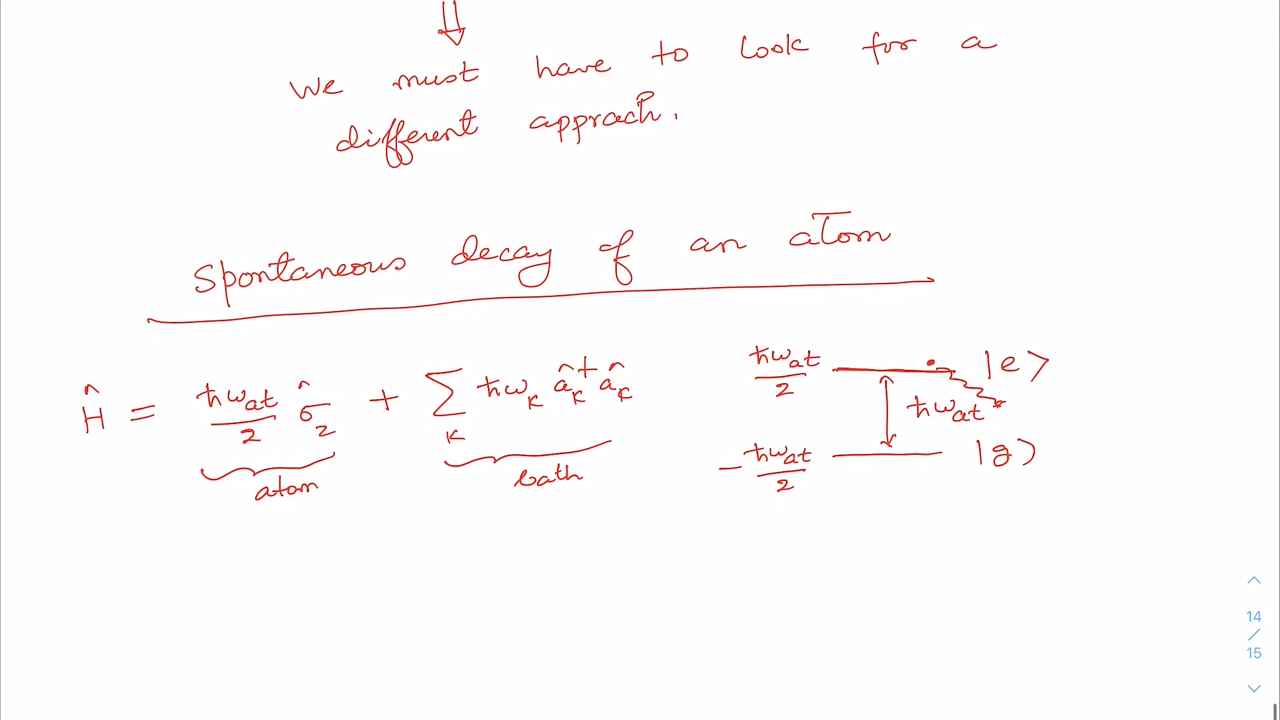 We must have to look for a
different apprach.
Spontaneous decay of an atom
Ĥ = ħω_at/2 σ̂_z + Σ_k ħω_k â_k† â_k
atom
bath
ħω_at/2 |e⟩
ħω_at
-ħω_at/2 |g⟩
14
/
15